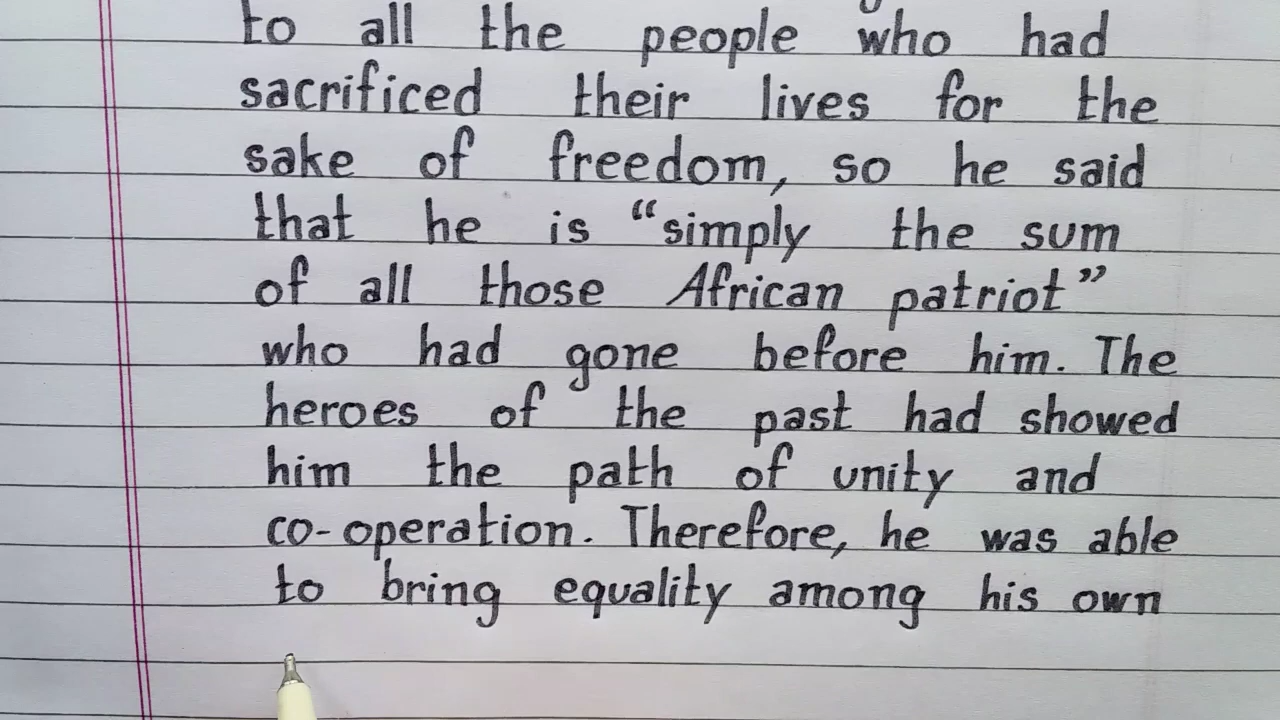 to all the people who had
sacrificed their lives for the
sake of freedom, so he said
that he is “simply the sum
of all those African patriot”
who had gone before him. The
heroes of the past had showed
him the path of unity and
co-operation. Therefore, he was able
to bring equality among his own